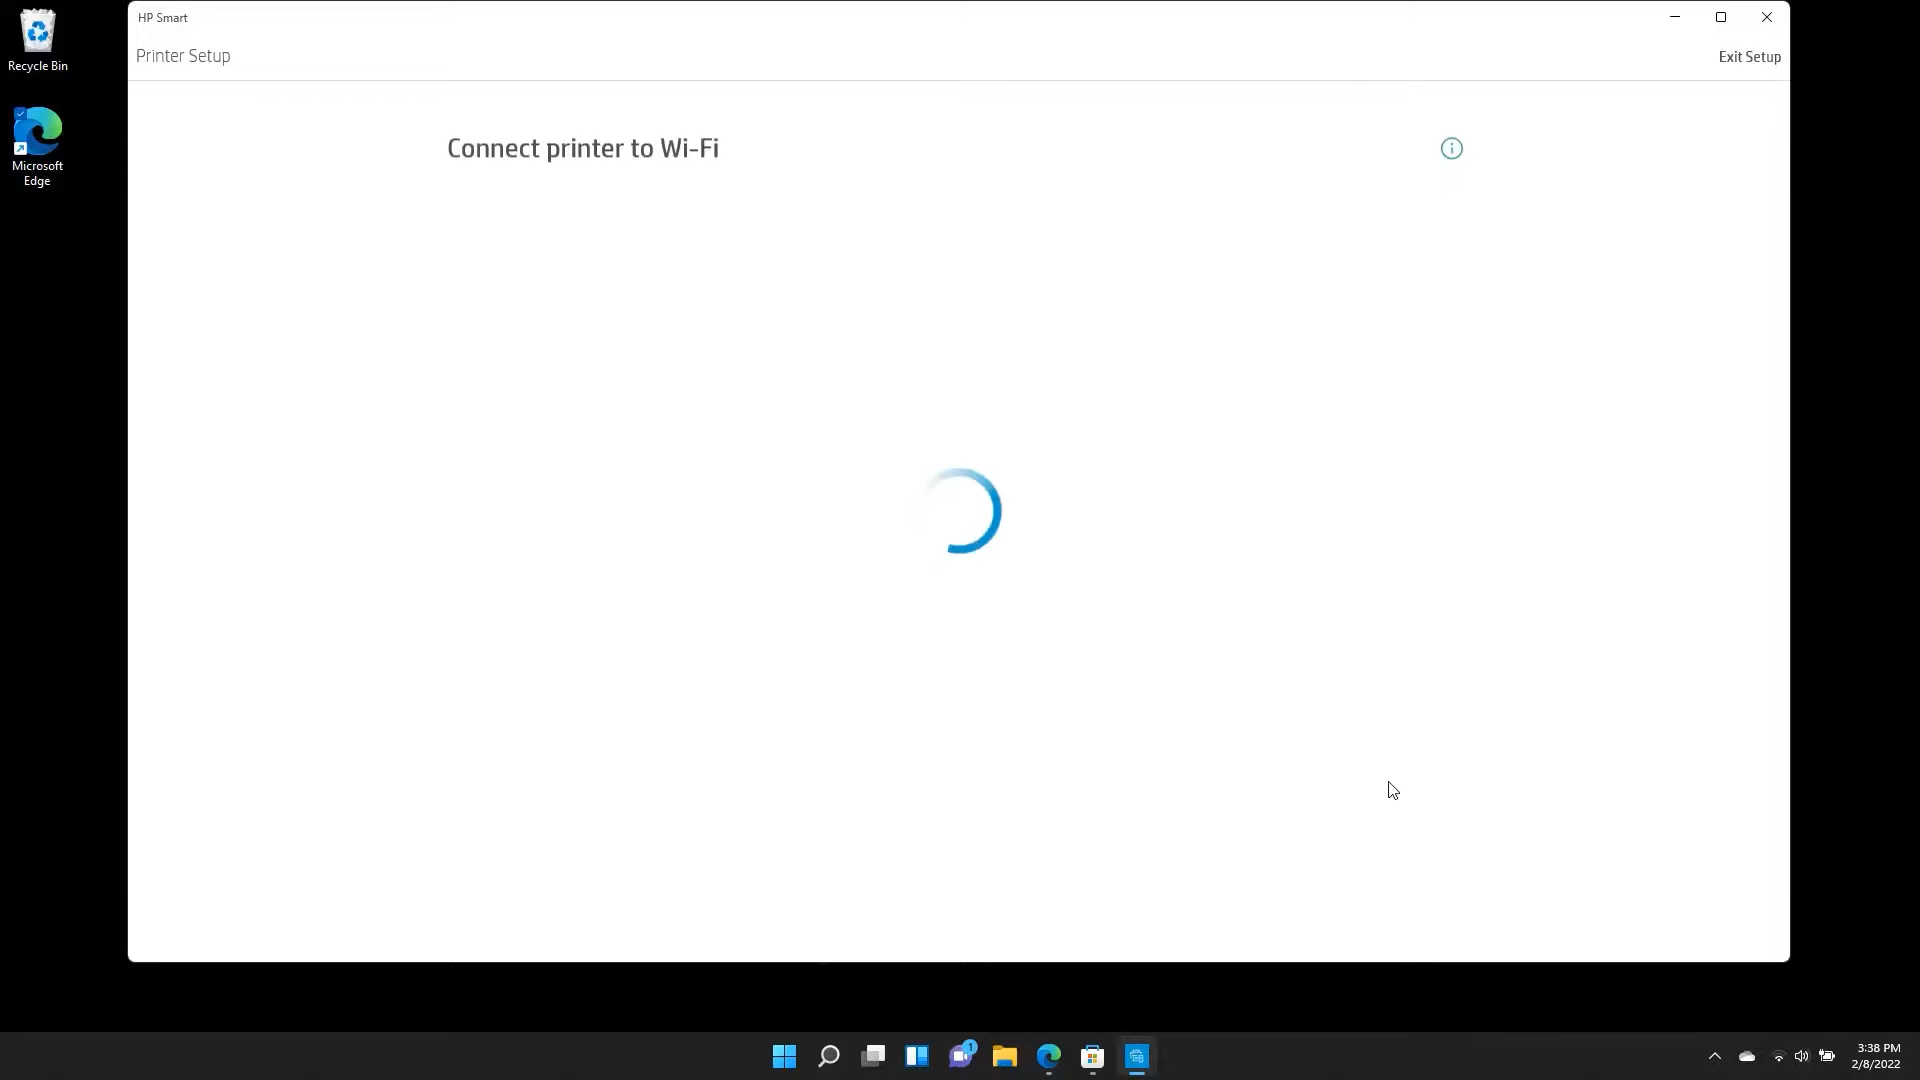 HP Smart
Printer Setup
Exit Setup
Connect printer to Wi-Fi
Recycle Bin
Microsoft
Edge
1
3:38 PM
2/8/2022